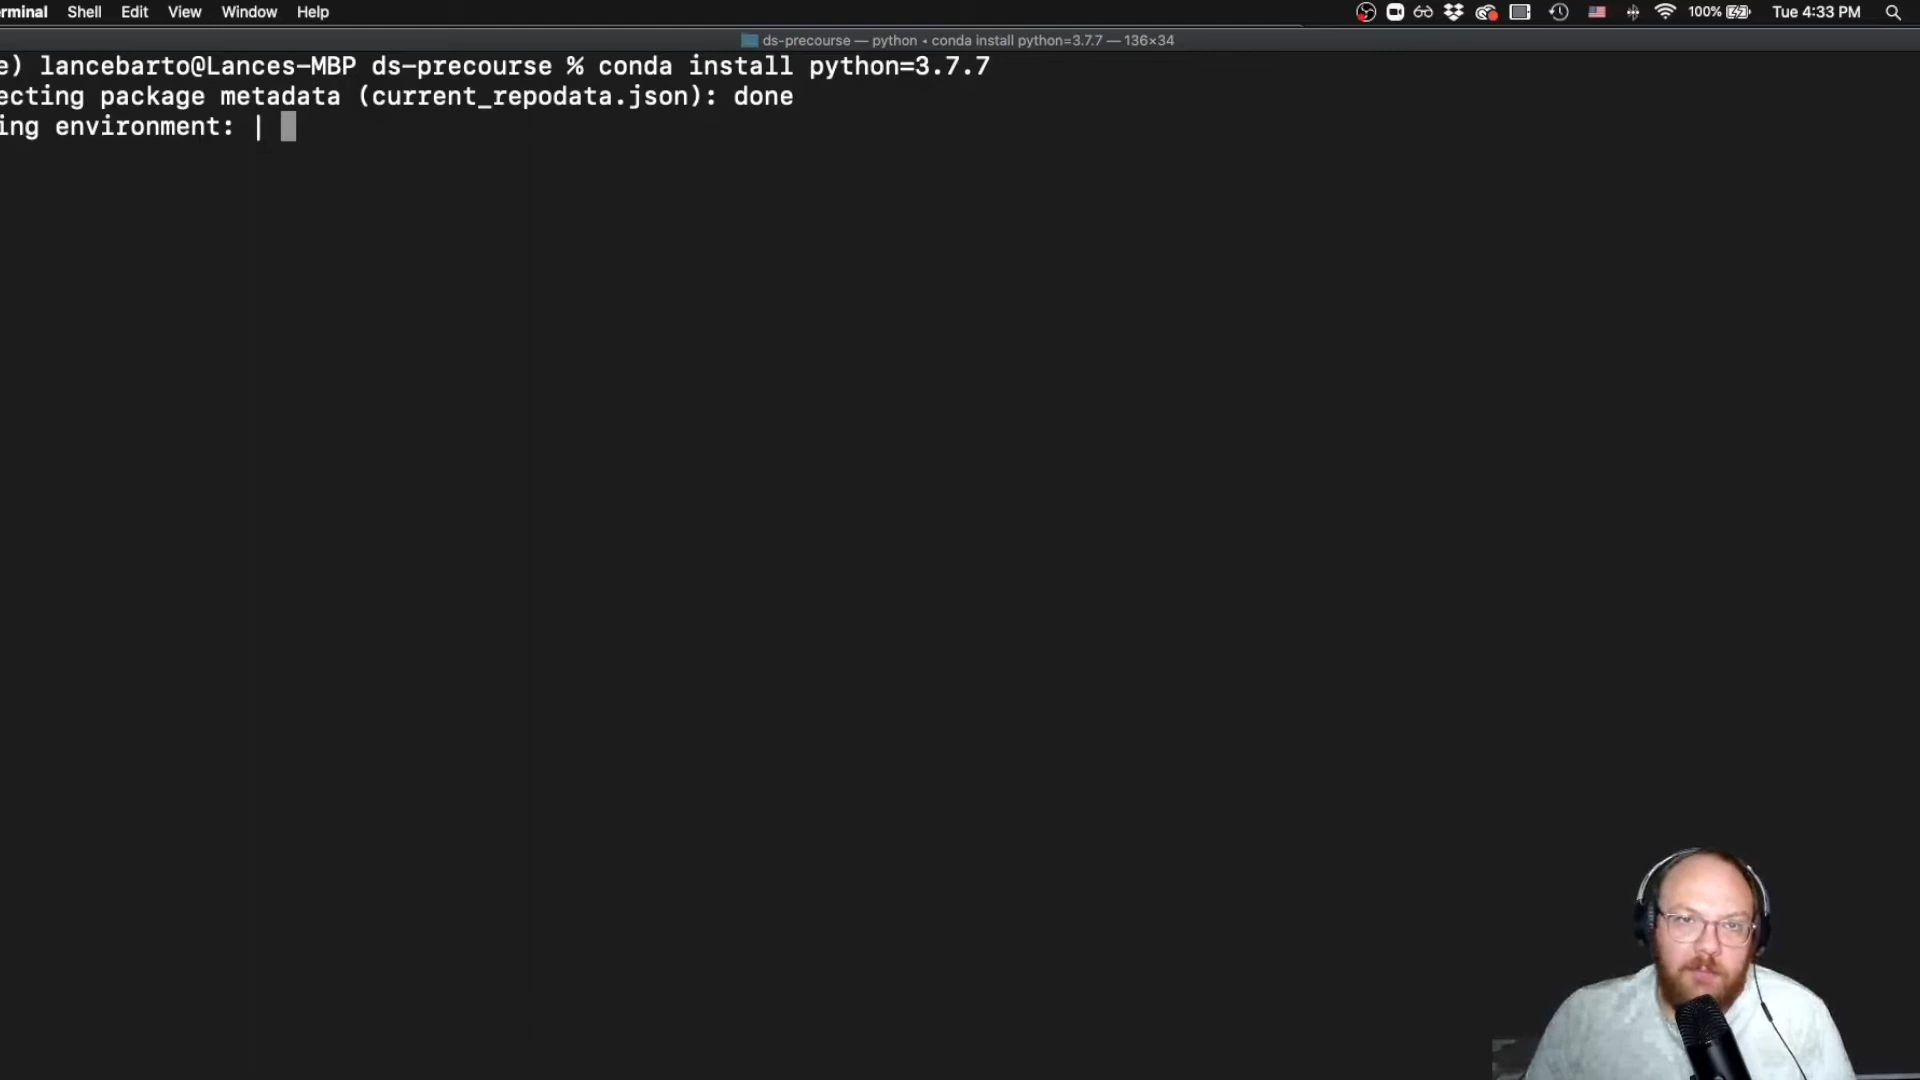 rminal Shell Edit View Window Help 100% Tue 4:33 PM
ds-precourse — python • conda install python=3.7.7 — 136×34
e) lancebarto@Lances-MBP ds-precourse % conda install python=3.7.7
ecting package metadata (current_repodata.json): done
ing environment: |